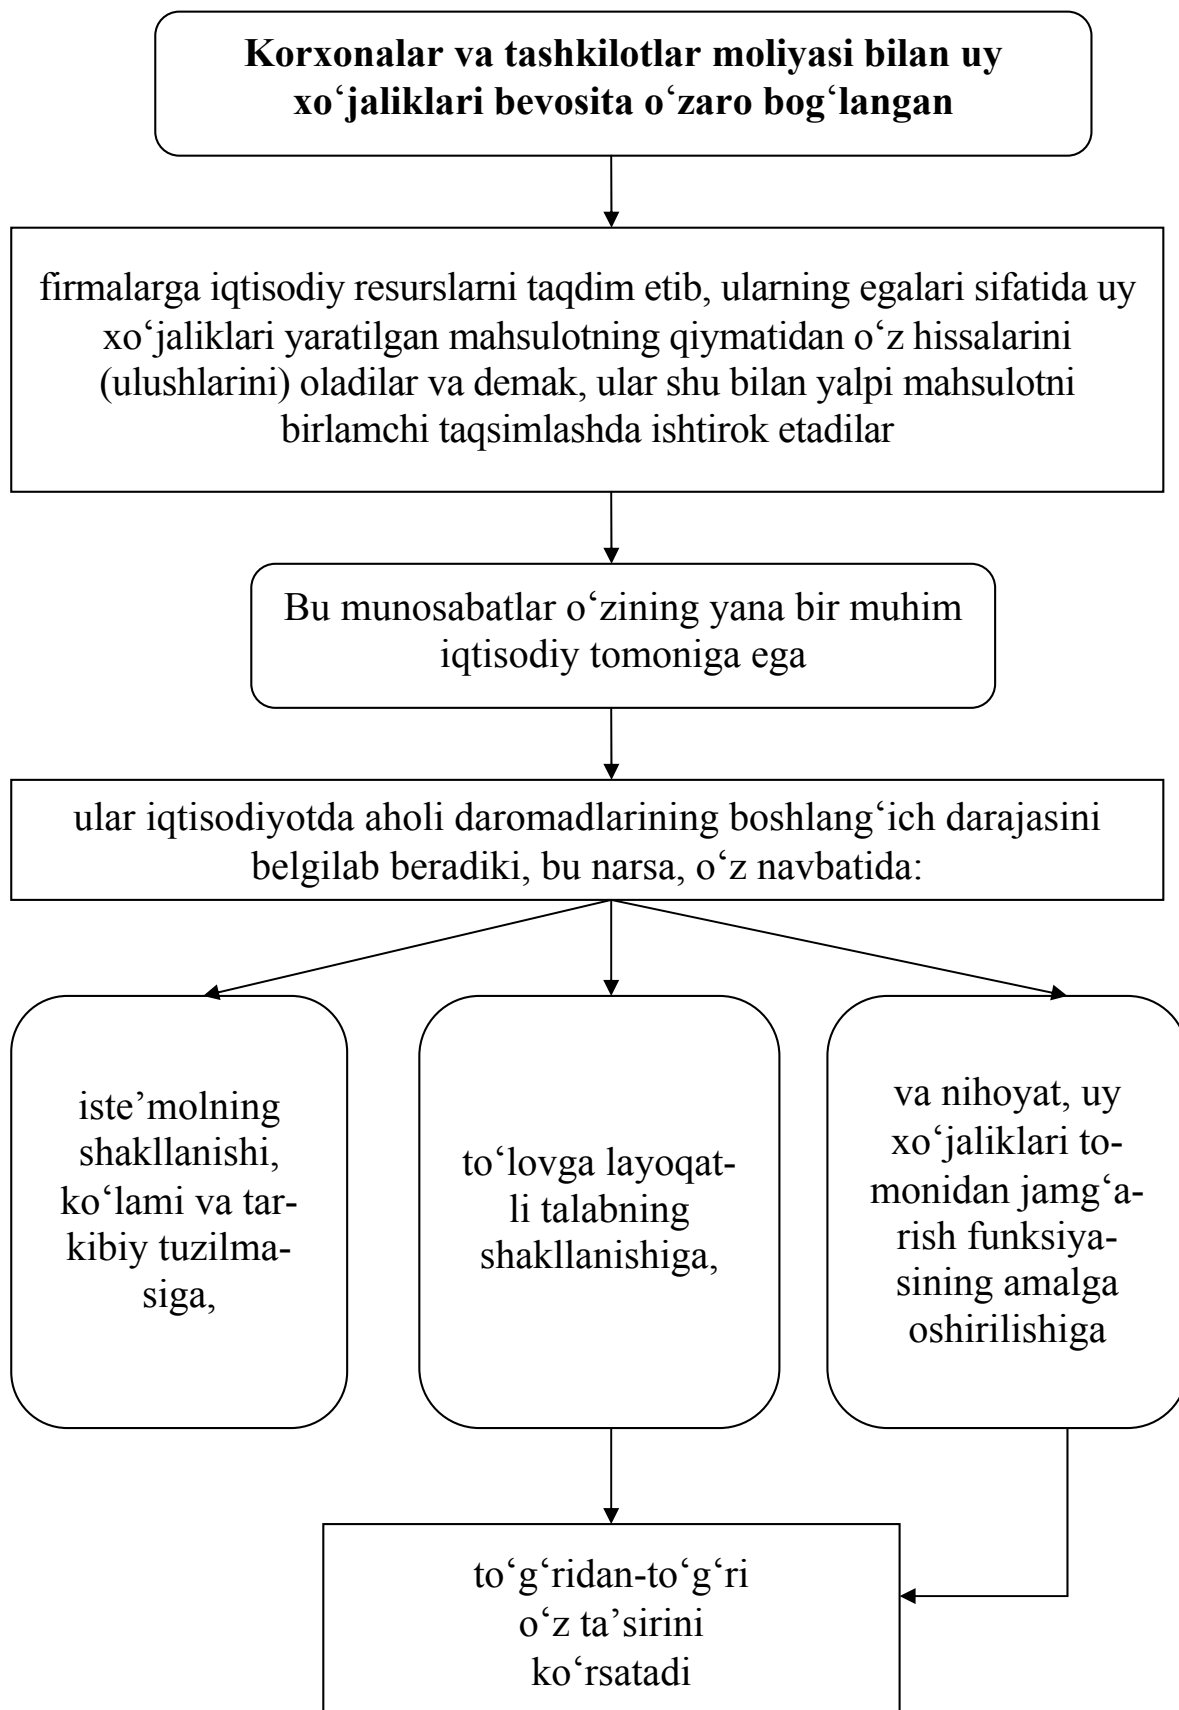 Korxonalar va tashkilotlar moliyasi bilan uy
xo‘jaliklari bevosita o‘zaro bog‘langan
firmalarga iqtisodiy resurslarni taqdim etib, ularning egalari sifatida uy
xo‘jaliklari yaratilgan mahsulotning qiymatidan o‘z hissalarini
(ulushlarini) oladilar va demak, ular shu bilan yalpi mahsulotni
birlamchi taqsimlashda ishtirok etadilar
Bu munosabatlar o‘zining yana bir muhim
iqtisodiy tomoniga ega
ular iqtisodiyotda aholi daromadlarining boshlang‘ich darajasini
belgilab beradiki, bu narsa, o‘z navbatida:
iste’molning
shakllanishi,
ko‘lami va tar-
kibiy tuzilma-
siga,
to‘lovga layoqat-
li talabning
shakllanishiga,
va nihoyat, uy
xo‘jaliklari to-
monidan jamg‘a-
rish funksiya-
sining amalga
oshirilishiga
to‘g‘ridan-to‘g‘ri
o‘z ta’sirini
ko‘rsatadi